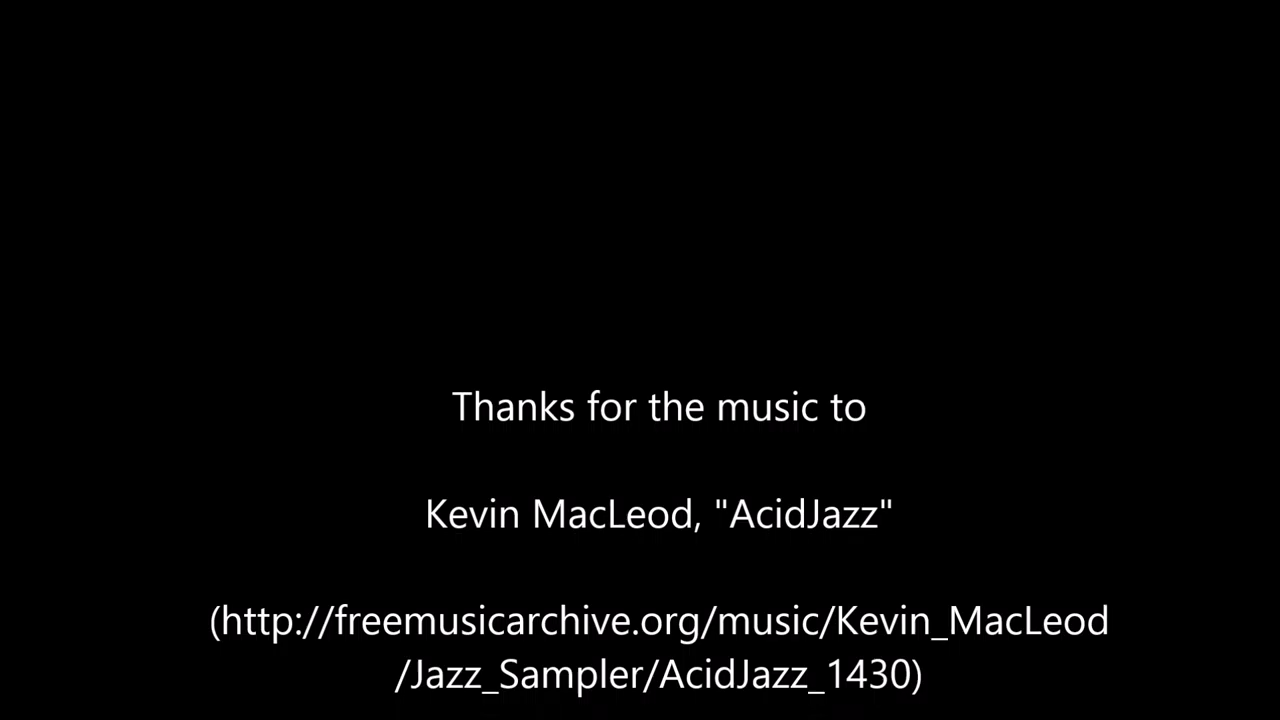 Thanks for the music to
Kevin MacLeod, "AcidJazz"
(http://freemusicarchive.org/music/Kevin_MacLeod
/Jazz_Sampler/AcidJazz_1430)